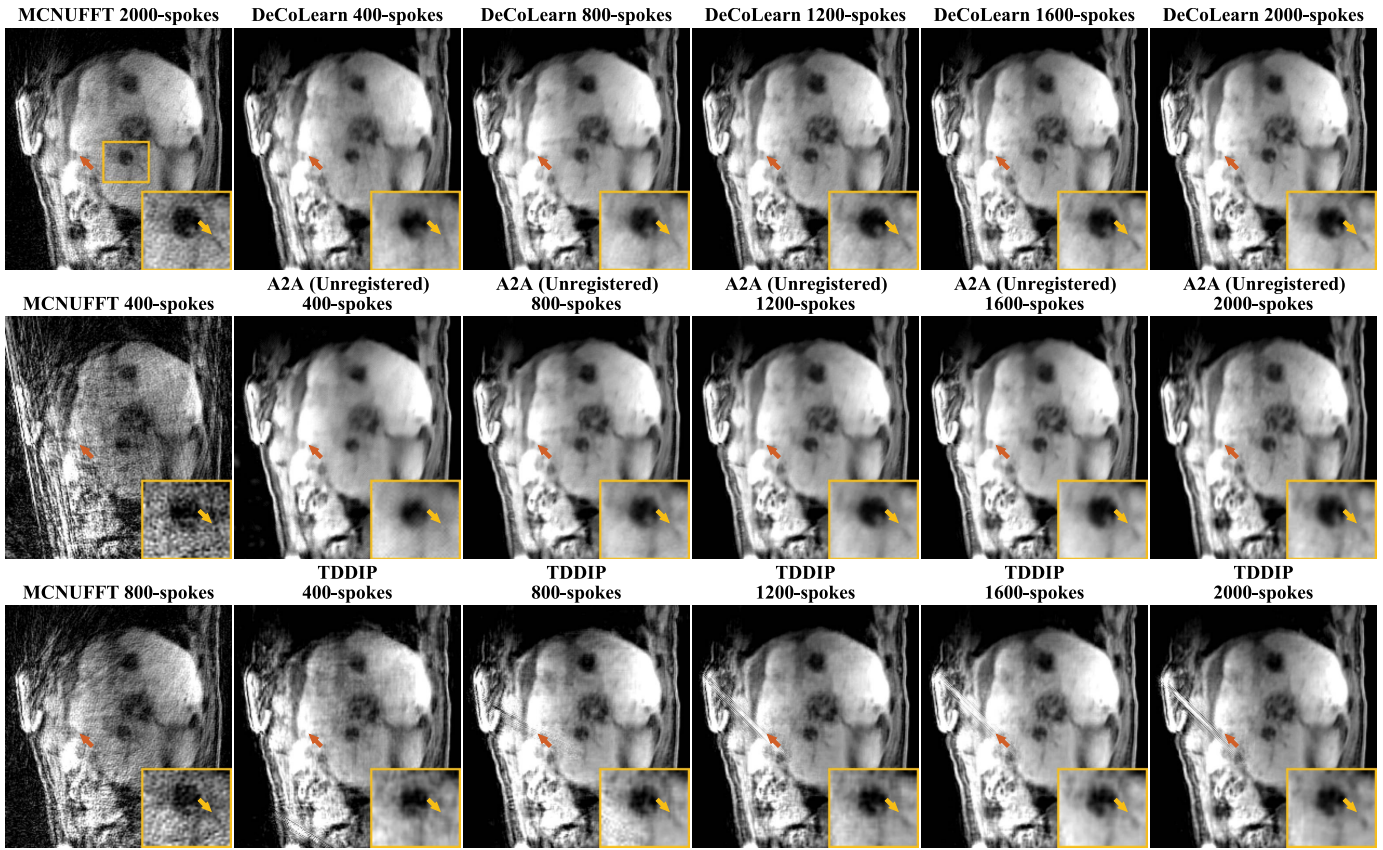 MCNUFFT 2000-spokes
DeCoLearn 400-spokes
DeCoLearn 800-spokes
DeCoLearn 1200-spokes
DeCoLearn 1600-spokes
DeCoLearn 2000-spokes
MCNUFFT 400-spokes
A2A (Unregistered)
400-spokes
A2A (Unregistered)
800-spokes
A2A (Unregistered)
1200-spokes
A2A (Unregistered)
1600-spokes
A2A (Unregistered)
2000-spokes
MCNUFFT 800-spokes
TDDIP
400-spokes
TDDIP
800-spokes
TDDIP
1200-spokes
TDDIP
1600-spokes
TDDIP
2000-spokes